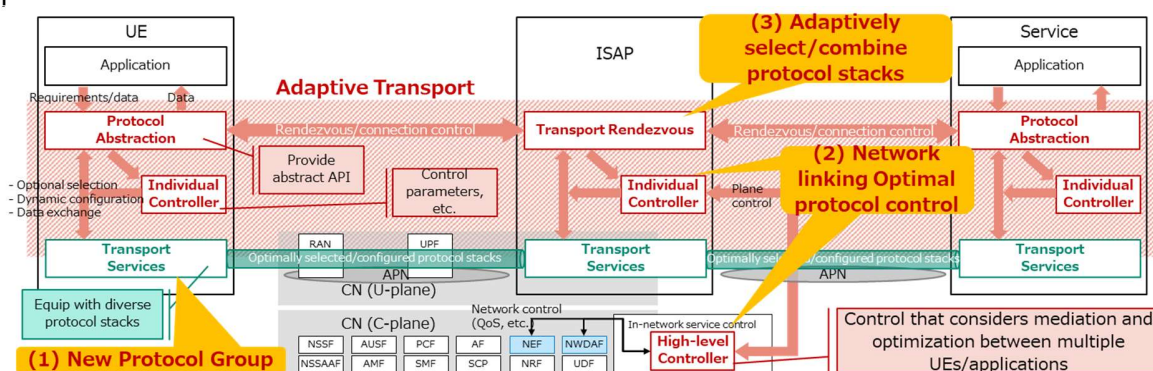 UE
ISAP
Service
(3) Adaptively
select/combine
protocol stacks
Application
Application
Requirements/data
Data
Adaptive Transport
Protocol
Abstraction
Rendezvous/connection control
Transport Rendezvous
Rendezvous/connection control
Protocol
Abstraction
Provide
abstract API
(2) Network
linking Optimal
protocol control
- Optional selection
- Dynamic configuration
- Data exchange
Individual
Controller
Control
parameters,
etc.
Individual
Controller
Plane
control
Individual
Controller
Transport
Services
RAN
UPF
Optimally selected/configured protocol stacks
APN
CN (U-plane)
Transport
Services
Optimally selected/configured protocol stacks
APN
Transport
Services
Equip with diverse
protocol stacks
(1) New Protocol Group
CN (C-plane)
Network control
(QoS, etc.)
In-network service control
NSSF
AUSF
PCF
AF
NEF
NWDAF
NSSAAF
AMF
SMF
SCP
NRF
UDF
High-level
Controller
Control that considers mediation and
optimization between multiple
UEs/applications